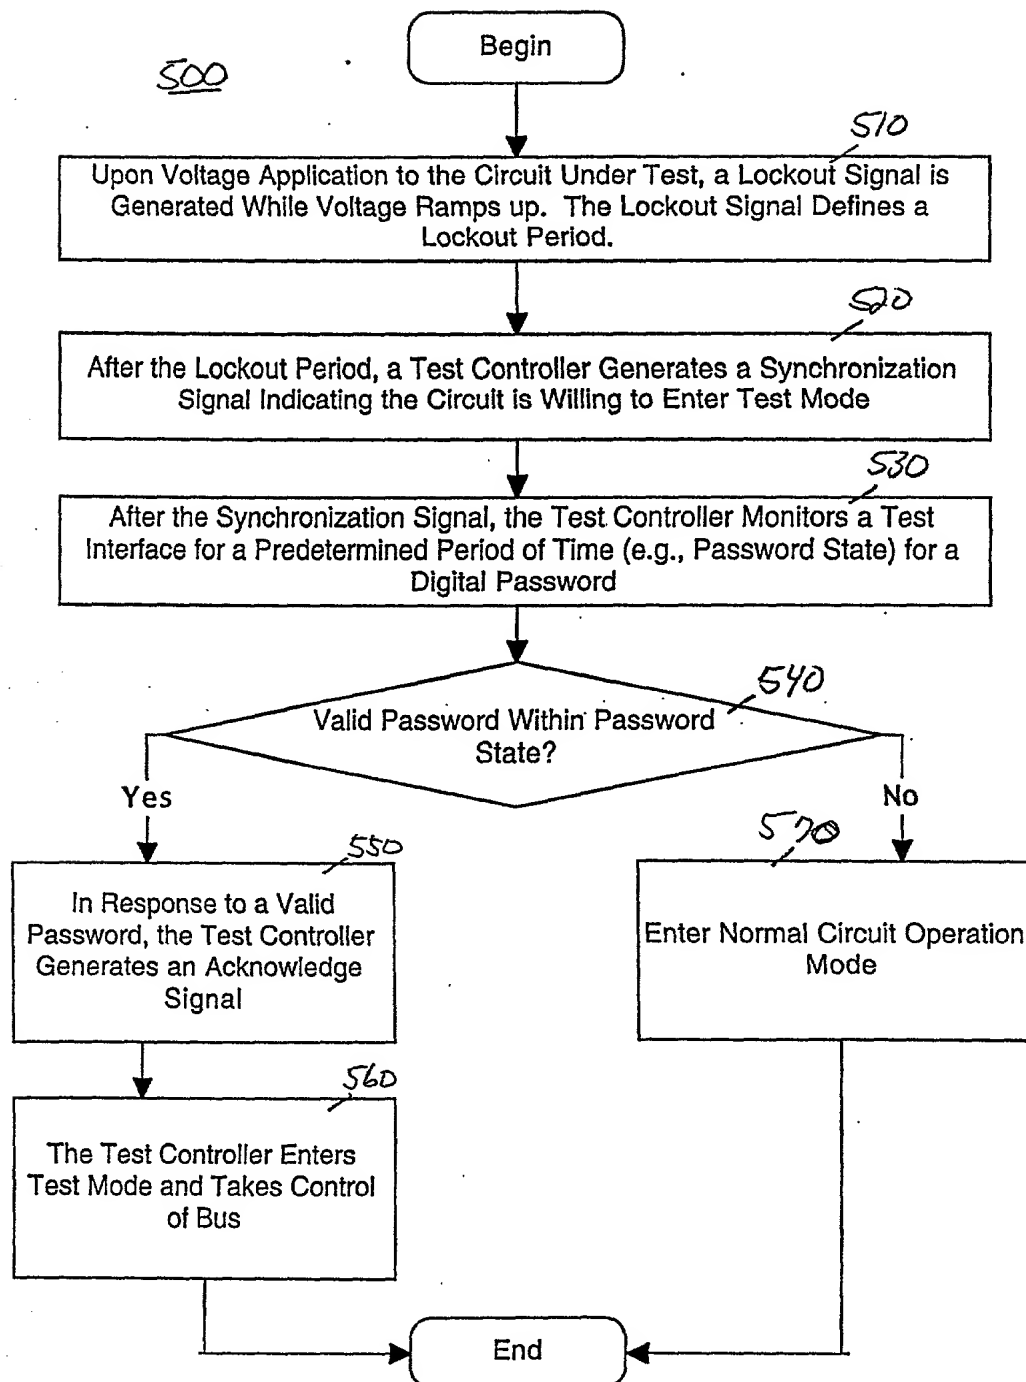 Begin
500
510
Upon Voltage Application to the Circuit Under Test, a Lockout Signal is
Generated While Voltage Ramps up. The Lockout Signal Defines a
Lockout Period.
520
After the Lockout Period, a Test Controller Generates a Synchronization
Signal Indicating the Circuit is Willing to Enter Test Mode
530
After the Synchronization Signal, the Test Controller Monitors a Test
Interface for a Predetermined Period of Time (e.g., Password State) for a
Digital Password
540
Valid Password Within Password
State?
Yes
No
550
In Response to a Valid
Password, the Test Controller
Generates an Acknowledge
Signal
570
Enter Normal Circuit Operation
Mode
560
The Test Controller Enters
Test Mode and Takes Control
of Bus
End